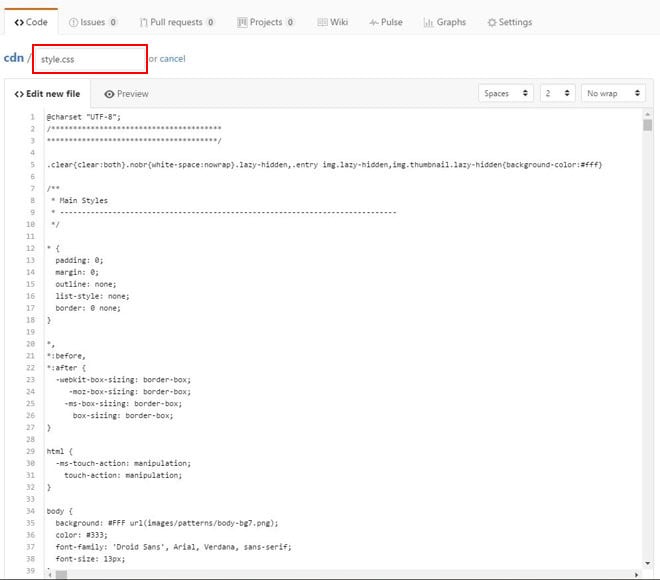 Code Issues 0 Pull requests 0 Projects 0 Wiki Pulse Graphs Settings
cdn / style.css or cancel
Edit new file Preview Spaces 2 No wrap
1 @charset "UTF-8";
2 /***************************************
3 ***************************************/
4
5 .clear{clear:both}.nobr{white-space:nowrap}.lazy-hidden,.entry img.lazy-hidden,img.thumbnail.lazy-hidden{background-color:#fff}
6
7 /**
8 * Main Styles
9 * -----------------------------------------------------------------------------
10 */
11
12 * {
13 padding: 0;
14 margin: 0;
15 outline: none;
16 list-style: none;
17 border: 0 none;
18 }
19
20 *,
21 *:before,
22 *:after {
23 -webkit-box-sizing: border-box;
24 -moz-box-sizing: border-box;
25 -ms-box-sizing: border-box;
26 box-sizing: border-box;
27 }
28
29 html {
30 -ms-touch-action: manipulation;
31 touch-action: manipulation;
32 }
33
34 body {
35 background: #FFF url(images/patterns/body-bg7.png);
36 color: #333;
37 font-family: 'Droid Sans', Arial, Verdana, sans-serif;
38 font-size: 13px;
39